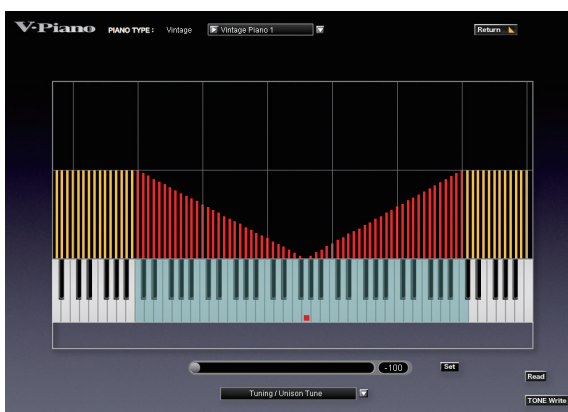 V-Piano PIANO TYPE : Vintage Vintage Piano 1 Return
-100 Set
Read
Tuning / Unison Tune
TONE Write